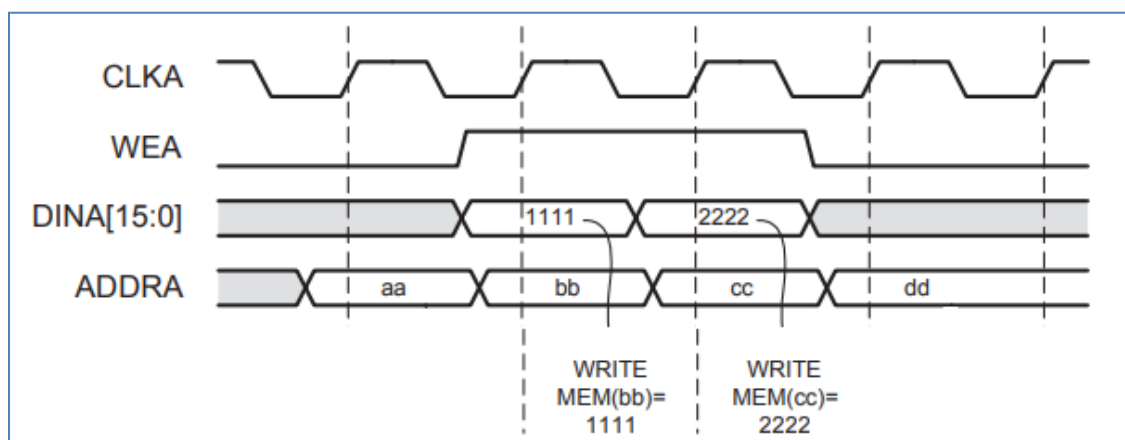 CLKA
WEA
DINA[15:0] 1111 2222
ADDRA aa bb cc dd
WRITE WRITE
MEM(bb)= MEM(cc)=
1111 2222